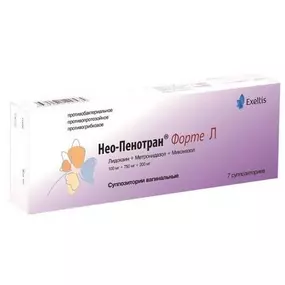 противобактериальное
противопротозойное
противогрибковое
Exeltis
Нео-Пенотран® Форте Л
Лидокаин + Метронидазол + Миконазол
100 мг + 750 мг + 200 мг
Суппозитории вагинальные
7 суппозиториев